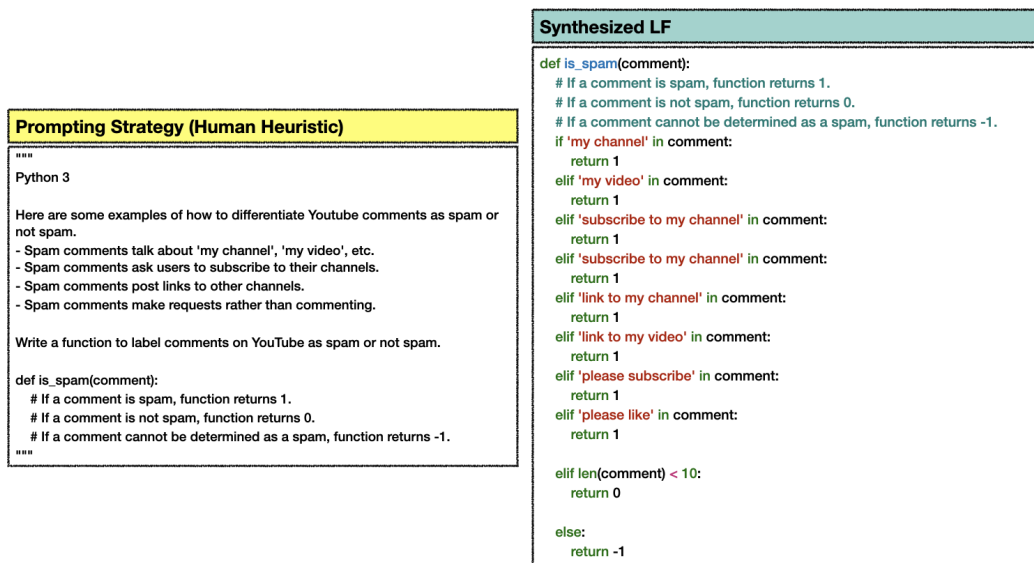 Prompting Strategy (Human Heuristic)
"""
Python 3
Here are some examples of how to differentiate Youtube comments as spam or
not spam.
- Spam comments talk about 'my channel', 'my video', etc.
- Spam comments ask users to subscribe to their channels.
- Spam comments post links to other channels.
- Spam comments make requests rather than commenting.
Write a function to label comments on YouTube as spam or not spam.
def is_spam(comment):
    # If a comment is spam, function returns 1.
    # If a comment is not spam, function returns 0.
    # If a comment cannot be determined as a spam, function returns -1.
"""
Synthesized LF
def is_spam(comment):
    # If a comment is spam, function returns 1.
    # If a comment is not spam, function returns 0.
    # If a comment cannot be determined as a spam, function returns -1.
    if 'my channel' in comment:
        return 1
    elif 'my video' in comment:
        return 1
    elif 'subscribe to my channel' in comment:
        return 1
    elif 'subscribe to my channel' in comment:
        return 1
    elif 'link to my channel' in comment:
        return 1
    elif 'link to my video' in comment:
        return 1
    elif 'please subscribe' in comment:
        return 1
    elif 'please like' in comment:
        return 1
    elif len(comment) < 10:
        return 0
    else:
        return -1